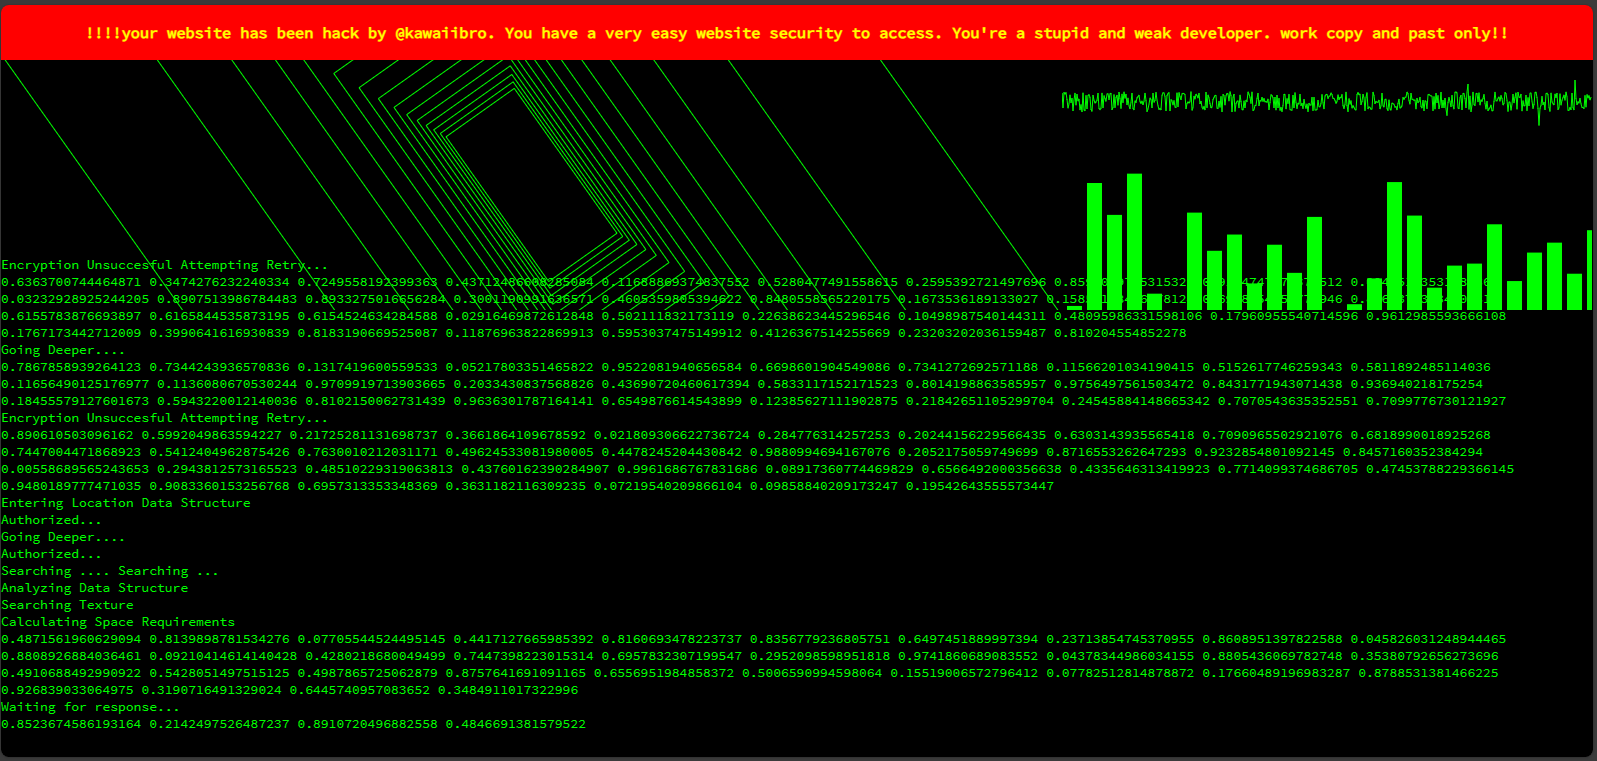 !!!!your website has been hack by @kawaiibro. You have a very easy website security to access. You're a stupid and weak developer. work copy and past only!!
Encryption Unsuccesful Attempting Retry...
0.6363700744464871 0.3474276232240334 0.7249558192399363 0.5280477491558615 0.2595392721497696
0.03232928925244205 0.8907513986784483 0.8933275016656284 0.3001190991636571 0.4605359805394622 0.8480558565220175 0.1673536189133027
0.6155783876693897 0.6165844535873195 0.6154524634284588 0.02916469872612848 0.502111832173119 0.22638623445296546 0.10498987540144311 0.48095986331598106 0.17960955540714596 0.9612985593666108
0.1767173442712009 0.3990641616930839 0.8183190669525087 0.11876963822869913 0.5953037475149912 0.4126367514255669 0.23203202036159487 0.810204554852278
Going Deeper....
0.7867858939264123 0.7344243936570836 0.1317419600559533 0.05217803351465822 0.9522081940656584 0.6698601904549086 0.7341272692571188 0.11566201034190415 0.5152617746259343 0.5811892485114036
0.11656490125176977 0.1136080670530244 0.9709919713903665 0.2033430837568826 0.43690720460617394 0.5833117152171523 0.8014198863585957 0.9756497561503472 0.8431771943071438 0.936940218175254
0.18455579127601673 0.5943220012140036 0.8102150062731439 0.9636301787164141 0.6549876614543899 0.12385627111902875 0.21842651105299704 0.24545884148665342 0.7070543635352551 0.7099776730121927
Encryption Unsuccesful Attempting Retry...
0.890610503096162 0.5992049863594227 0.21725281131698737 0.3661864109678592 0.021809306622736724 0.284776314257253 0.20244156229566435 0.6303143935565418 0.7090965502921076 0.6818990018925268
0.7447004471868923 0.5412404962875426 0.7630010212031171 0.49624533081980005 0.4478245204430842 0.9880994694167076 0.2052175059749699 0.8716553262647293 0.9232854801092145 0.8457160352384294
0.00558689565243653 0.2943812573165523 0.48510229319063813 0.43760162390284907 0.9961686767831686 0.08917360774469829 0.6566492000356638 0.4335646313419923 0.7714099374686705 0.47453788229366145
0.9480189777471035 0.9083360153256768 0.6957313353348369 0.3631182116309235 0.07219540209866104 0.09858840209173247 0.19542643555573447
Entering Location Data Structure
Authorized...
Going Deeper....
Authorized...
Searching .... Searching ...
Analyzing Data Structure
Searching Texture
Calculating Space Requirements
0.4871561960629094 0.8139898781534276 0.07705544524495145 0.4417127665985392 0.8160693478223737 0.8356779236805751 0.6497451889997394 0.23713854745370955 0.8608951397822588 0.045826031248944465
0.8808926884036461 0.09210414614140428 0.4280218680049499 0.7447398223015314 0.6957832307199547 0.2952098598951818 0.9741860689083552 0.04378344986034155 0.8805436069782748 0.35380792656273696
0.4910688492990922 0.5428051497515125 0.4987865725062879 0.8757641691091165 0.6556951984858372 0.5006590994598064 0.15519006572796412 0.07782512814878872 0.17660489196983287 0.8788531381466225
0.926839033064975 0.3190716491329024 0.6445740957083652 0.3484911017322996
Waiting for response...
0.8523674586193164 0.2142497526487237 0.8910720496882558 0.4846691381579522